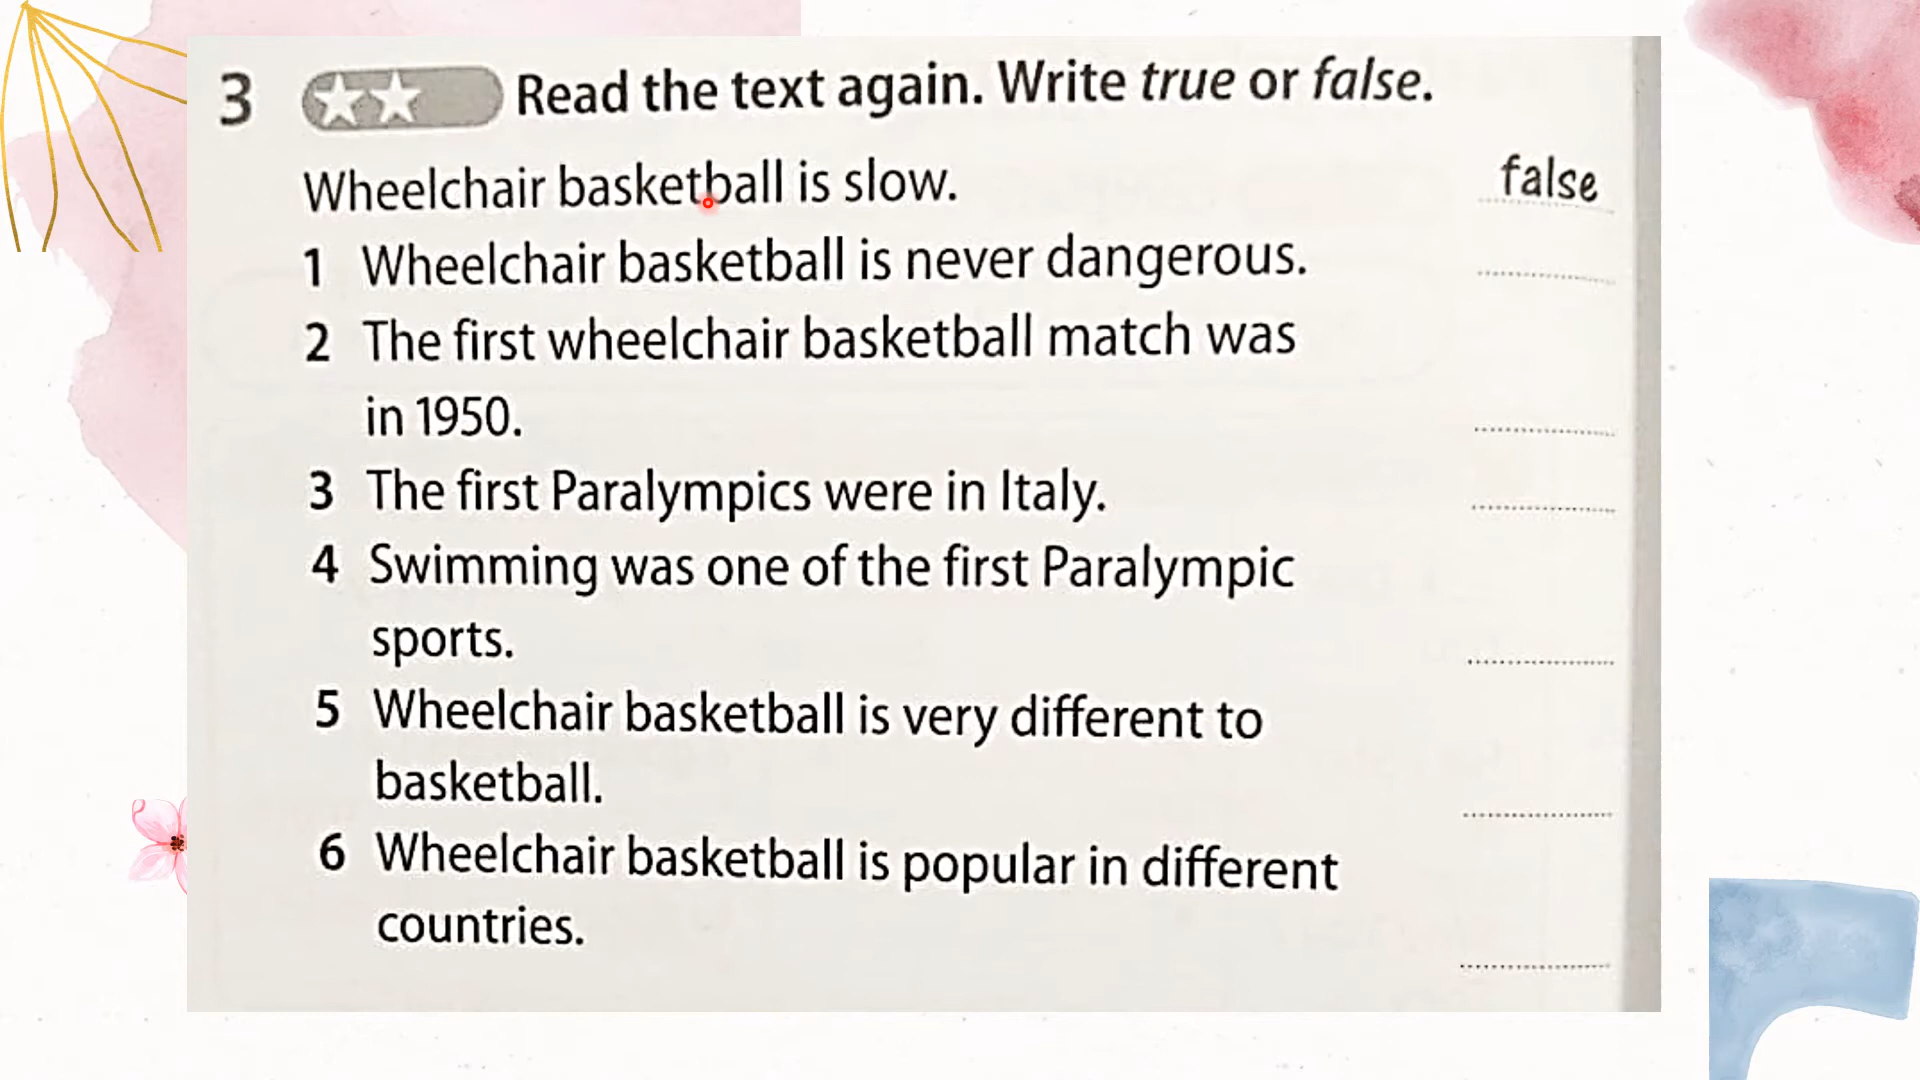 3 Read the text again. Write true or false.
Wheelchair basketball is slow. false
1 Wheelchair basketball is never dangerous.
2 The first wheelchair basketball match was
in 1950.
3 The first Paralympics were in Italy.
4 Swimming was one of the first Paralympic
sports.
5 Wheelchair basketball is very different to
basketball.
6 Wheelchair basketball is popular in different
countries.